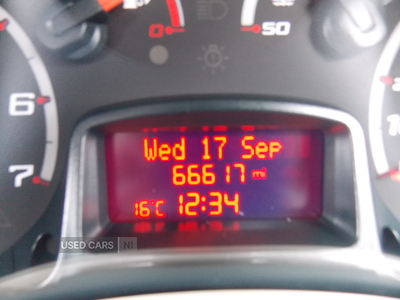 0 50
6
7
Wed 17 Sep
66617 mi
16°C 12:34
USED CARS NI